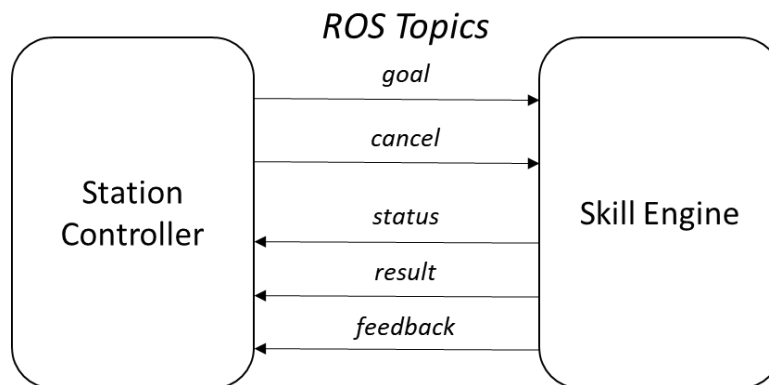 ROS Topics
goal
cancel
Station
Controller
Skill Engine
status
result
feedback